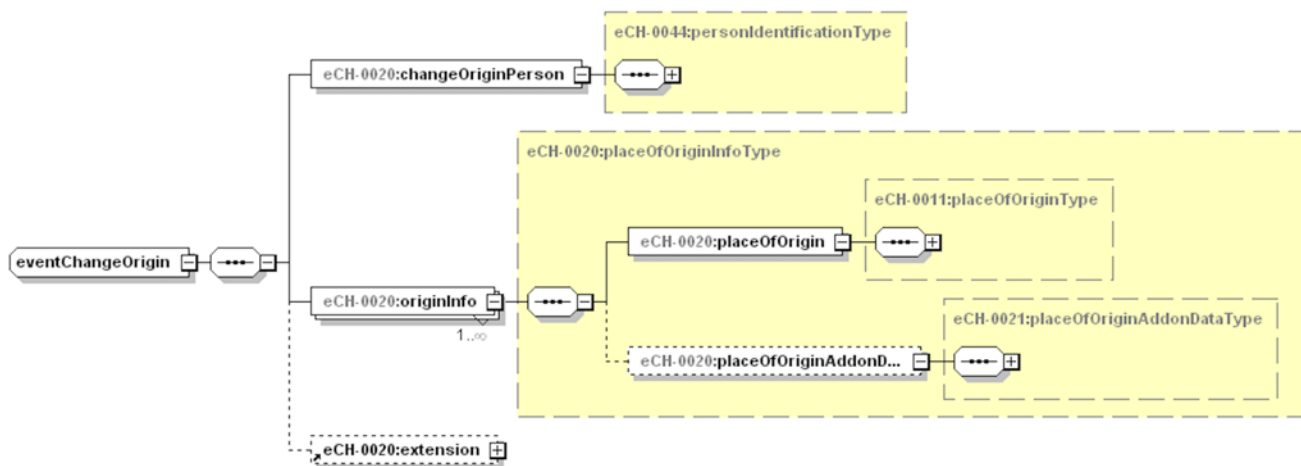 eCH-0044:personIdentificationType
eCH-0020:changeOriginPerson
eCH-0020:placeOfOriginInfoType
eCH-0011:placeOfOriginType
eCH-0020:placeOfOrigin
eventChangeOrigin
eCH-0020:originInfo
1..∞
eCH-0021:placeOfOriginAddonDataType
eCH-0020:placeOfOriginAddonD...
eCH-0020:extension